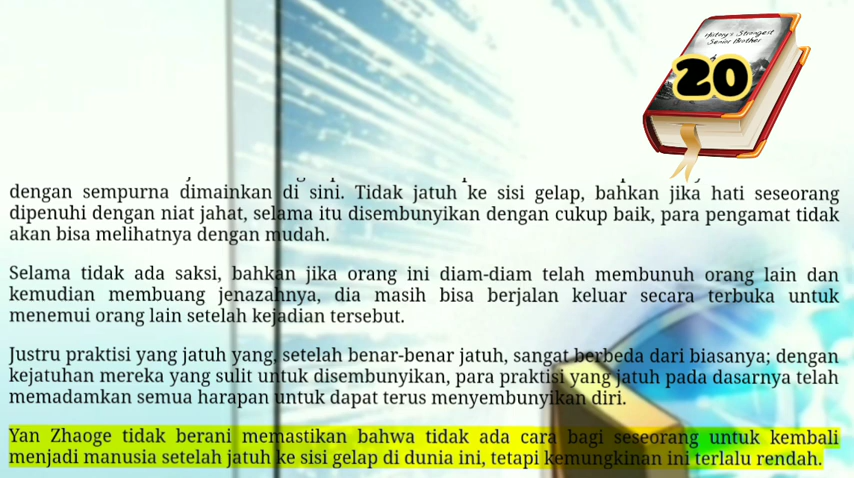 History's Strongest
Senior Brother
20
dengan sempurna dimainkan di sini. Tidak jatuh ke sisi gelap, bahkan jika hati seseorang
dipenuhi dengan niat jahat, selama itu disembunyikan dengan cukup baik, para pengamat tidak
akan bisa melihatnya dengan mudah.
Selama tidak ada saksi, bahkan jika orang ini diam-diam telah membunuh orang lain dan
kemudian membuang jenazahnya, dia masih bisa berjalan keluar secara terbuka untuk
menemui orang lain setelah kejadian tersebut.
Justru praktisi yang jatuh yang, setelah benar-benar jatuh, sangat berbeda dari biasanya; dengan
kejatuhan mereka yang sulit untuk disembunyikan, para praktisi yang jatuh pada dasarnya telah
memadamkan semua harapan untuk dapat terus menyembunyikan diri.
Yan Zhaoge tidak berani memastikan bahwa tidak ada cara bagi seseorang untuk kembali
menjadi manusia setelah jatuh ke sisi gelap di dunia ini, tetapi kemungkinan ini terlalu rendah.